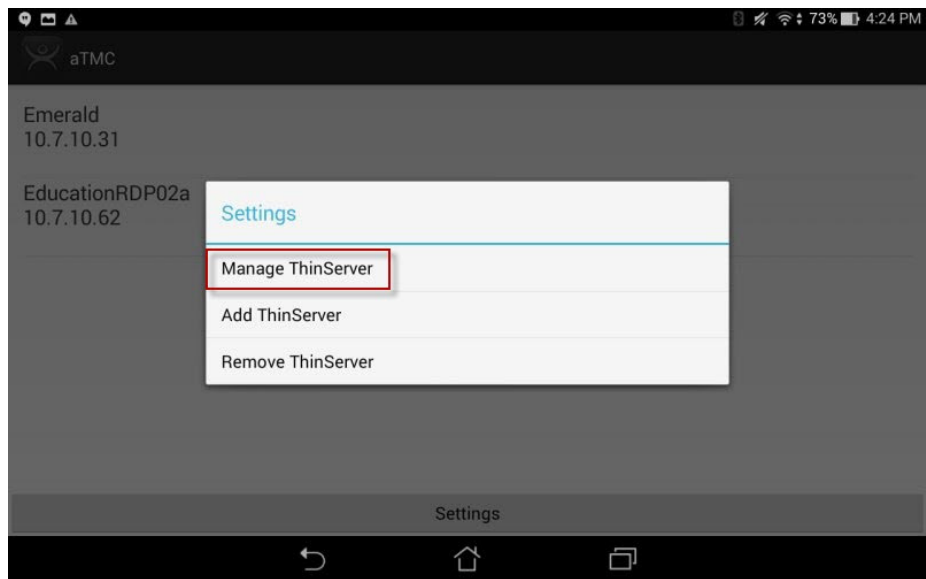 73% 4:24 PM
aTMC
Emerald
10.7.10.31
EducationRDP02a
10.7.10.62
Settings
Manage ThinServer
Add ThinServer
Remove ThinServer
Settings